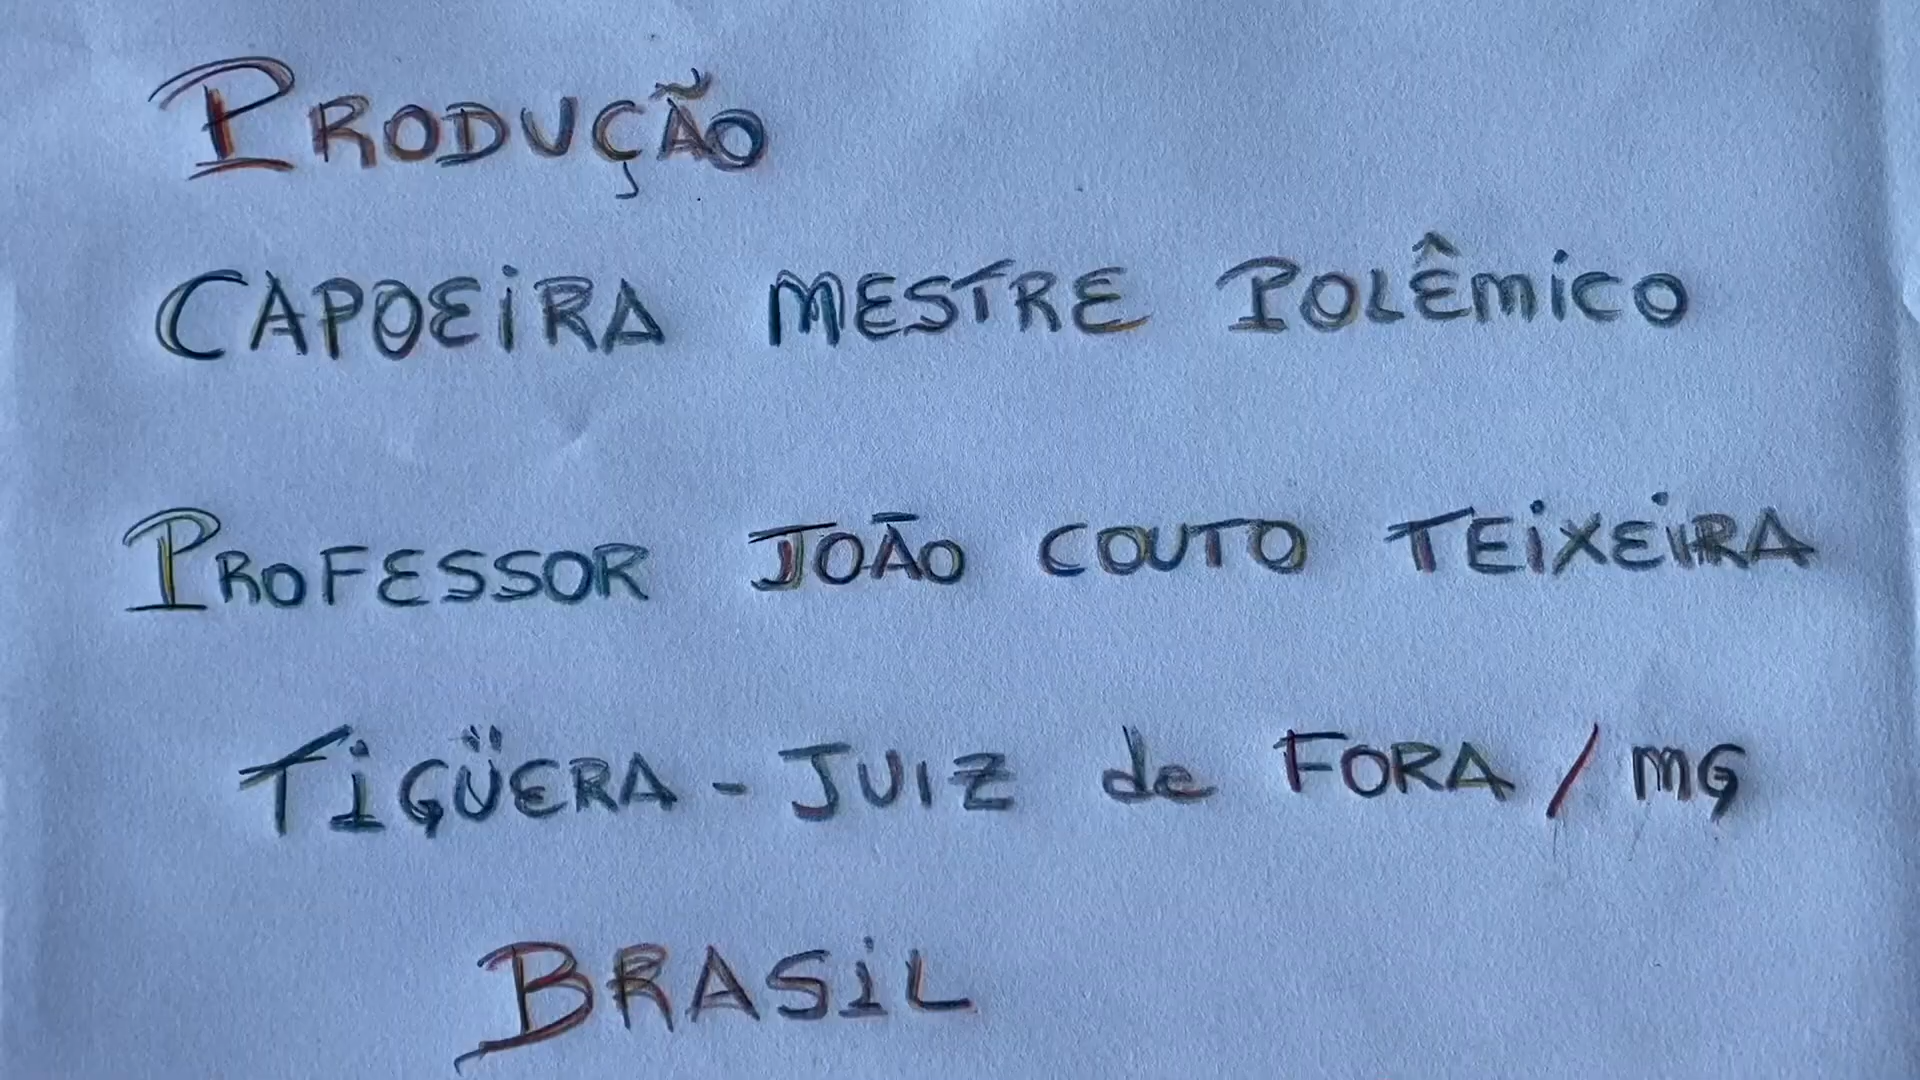 PRODUÇÃO
CAPOEiRA MESTRE POLÊmiCO
PROFESSOR JOÃO COUTO TEiXEiRA
TiGÜERA - JUIZ de FORA / MG
BRASiL